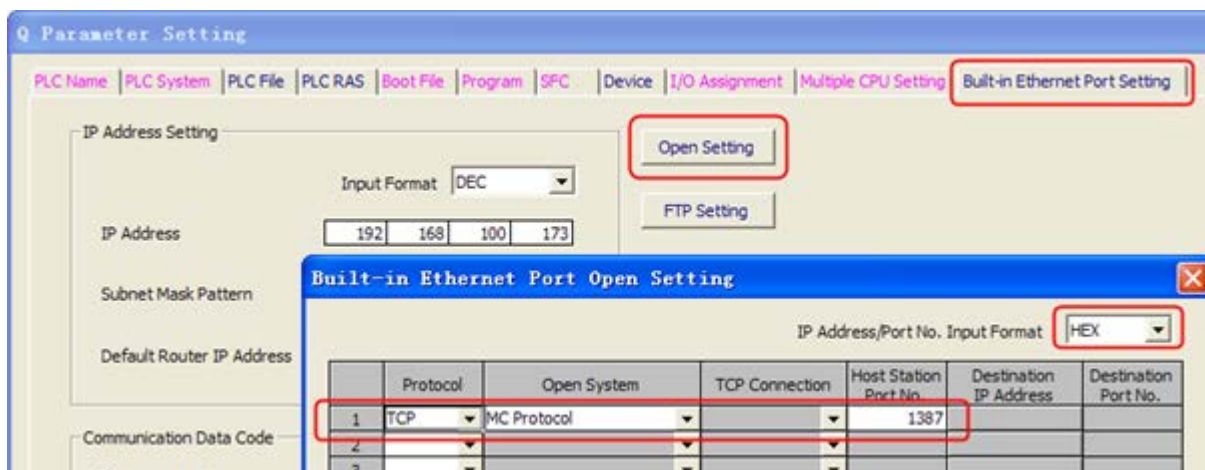 Q Parameter Setting
PLC Name PLC System PLC File PLC RAS Boot File Program SFC Device I/O Assignment Multiple CPU Setting Built-in Ethernet Port Setting
IP Address Setting
Open Setting
Input Format DEC
FTP Setting
IP Address 192 168 100 173
Built-in Ethernet Port Open Setting
Subnet Mask Pattern
IP Address/Port No. Input Format HEX
Default Router IP Address
Protocol Open System TCP Connection Host Station Port No. Destination IP Address Destination Port No.
1 TCP MC Protocol 1387
Communication Data Code
2